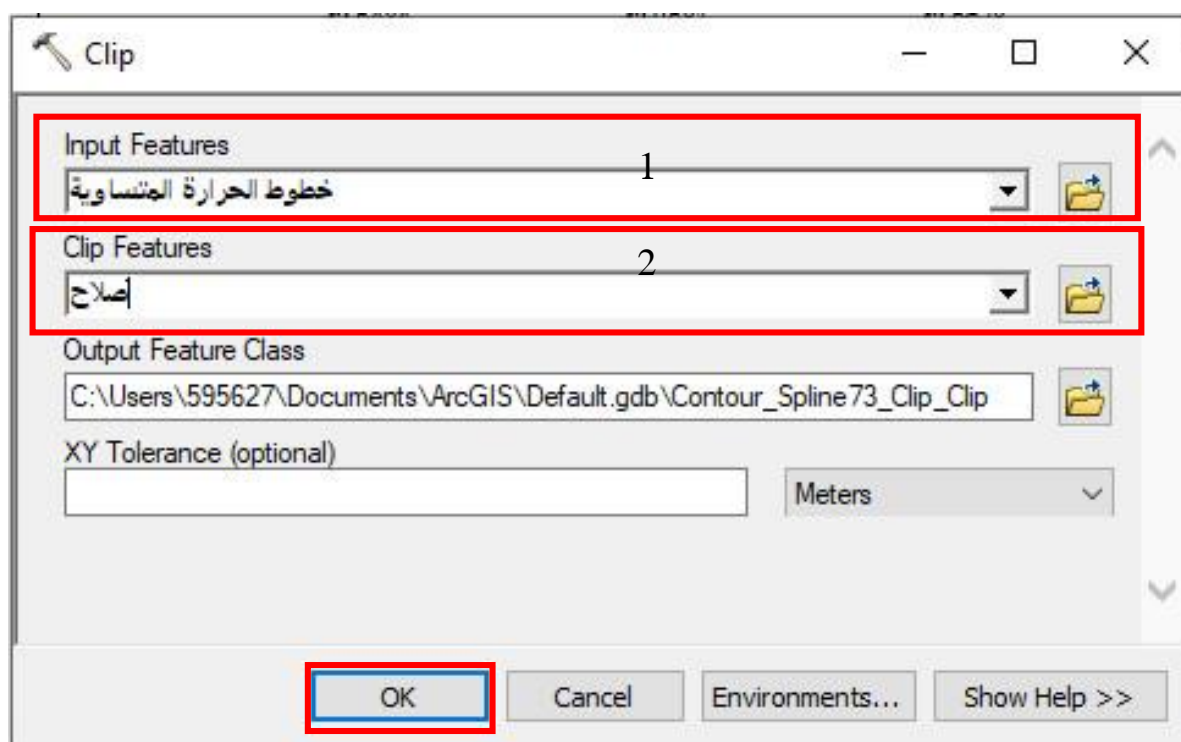 Clip
Input Features
1
خطوط الحرارة المتساوية
Clip Features
2
صلاح
Output Feature Class
C:\Users\595627\Documents\ArcGIS\Default.gdb\Contour_Spline73_Clip_Clip
XY Tolerance (optional)
Meters
OK Cancel Environments... Show Help >>